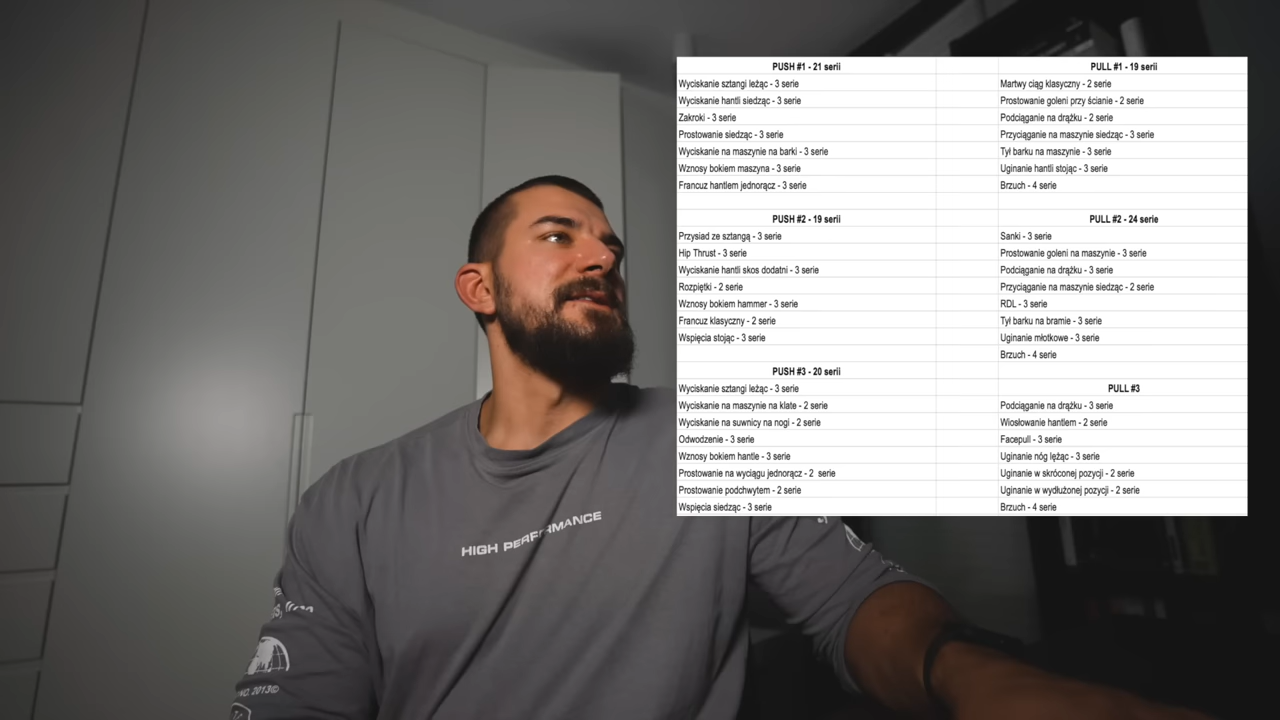 PUSH #1 - 21 serii
Wyciskanie sztangi leżąc - 3 serie
Wyciskanie hantli siedząc - 3 serie
Zakroki - 3 serie
Prostowanie siedząc - 3 serie
Wyciskanie na maszynie na barki - 3 serie
Wznosy bokiem maszyna - 3 serie
Francuz hantlem jednorącz - 3 serie
PUSH #2 - 19 serii
Przysiad ze sztangą - 3 serie
Hip Thrust - 3 serie
Wyciskanie hantli skos dodatni - 3 serie
Rozpiętki - 2 serie
Wznosy bokiem hammer - 3 serie
Francuz klasyczny - 2 serie
Wspięcia stojąc - 3 serie
PUSH #3 - 20 serii
Wyciskanie sztangi leżąc - 3 serie
Wyciskanie na maszynie na klate - 2 serie
Wyciskanie na suwnicy na nogi - 2 serie
Odwodzenie - 3 serie
Wznosy bokiem hantle - 3 serie
Prostowanie na wyciągu jednorącz - 2  serie
Prostowanie podchwytem - 2 serie
Wspięcia siedząc - 3 serie
PULL #1 - 19 serii
Martwy ciąg klasyczny - 2 serie
Prostowanie goleni przy ścianie - 2 serie
Podciąganie na drążku - 2 serie
Przyciąganie na maszynie siedząc - 3 serie
Tył barku na maszynie - 3 serie
Uginanie hantli stojąc - 3 serie
Brzuch - 4 serie
PULL #2 - 24 serie
Sanki - 3 serie
Prostowanie goleni na maszynie - 3 serie
Podciąganie na drążku - 3 serie
Przyciąganie na maszynie siedząc - 2 serie
RDL - 3 serie
Tył barku na bramie - 3 serie
Uginanie młotkowe - 3 serie
Brzuch - 4 serie
PULL #3
Podciąganie na drążku - 3 serie
Wiosłowanie hantlem - 2 serie
Facepull - 3 serie
Uginanie nóg lężąc - 3 serie
Uginanie w skróconej pozycji - 2 serie
Uginanie w wydłużonej pozycji - 2 serie
Brzuch - 4 serie
HIGH PERFORMANCE
2013©